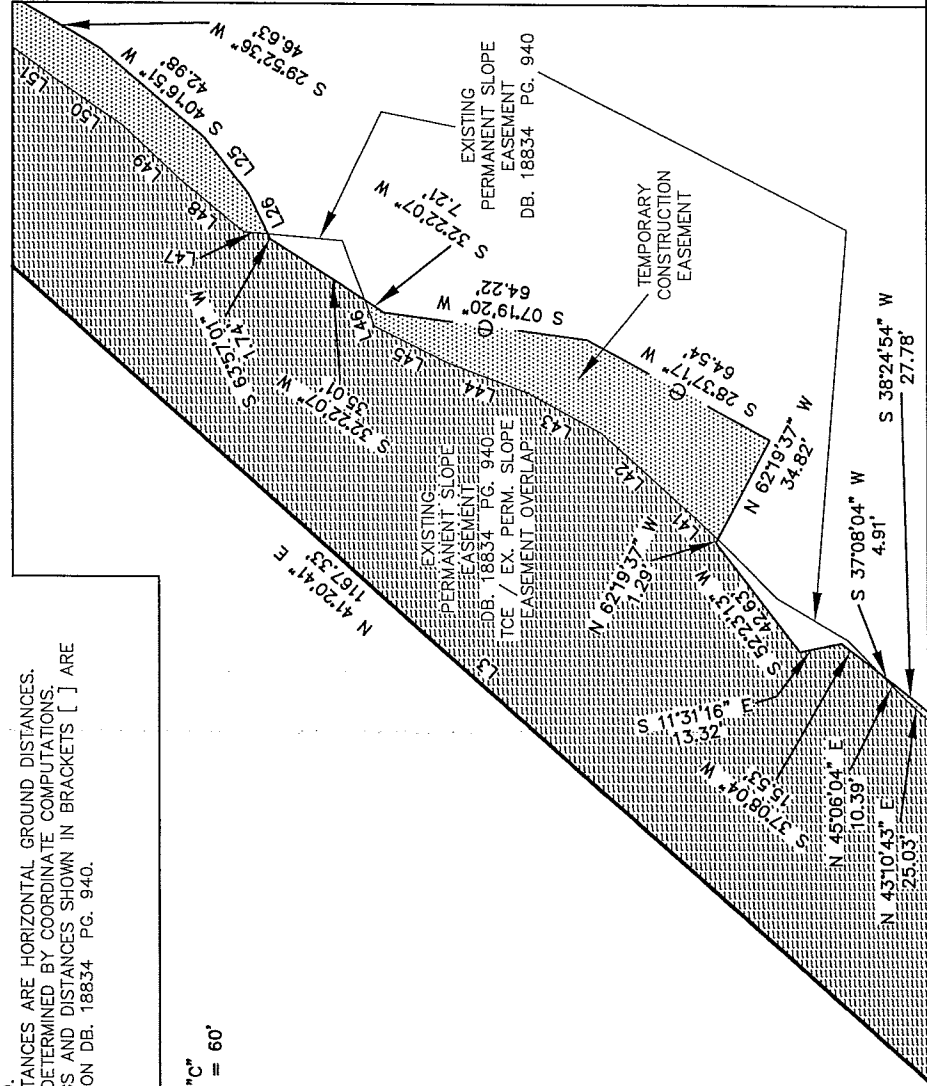 TANCES ARE HORIZONTAL GROUND DISTANCES.
DETERMINED BY COORDINATE COMPUTATIONS.
AND DISTANCES SHOWN IN BRACKETS [ ] ARE
ON DB. 18834 PG. 940.
"C"
= 60'
L51
L50
L49
L48
L47
S 29°52'36" W
46.63'
S 40°16'51" W
42.98'
L25
L26
EXISTING
PERMANENT SLOPE
EASEMENT
DB. 18834 PG. 940
S 63°57'01" W
1.74'
S 32°22'07" W
35.01'
S 32°22'07" W
7.21'
L46
L45
L44
L43
L42
L41
S 07°19'20" W
64.22'
TEMPORARY
CONSTRUCTION
EASEMENT
S 28°37'17" W
64.54'
EXISTING
PERMANENT SLOPE
EASEMENT
DB. 18834 PG. 940
TCE / EX. PERM. SLOPE
EASEMENT OVERLAP
N 41°20'41" E
1167.33'
L31
N 62°19'37" W
34.82'
N 62°19'37" W
1.29'
S 52°23'13" W
42.63'
S 11°31'16" E
13.32'
S 37°08'04" W
15.53'
S 37°08'04" W
4.91'
S 38°24'54" W
27.78'
N 45°06'04" E
10.39'
N 43°10'43" E
25.03'